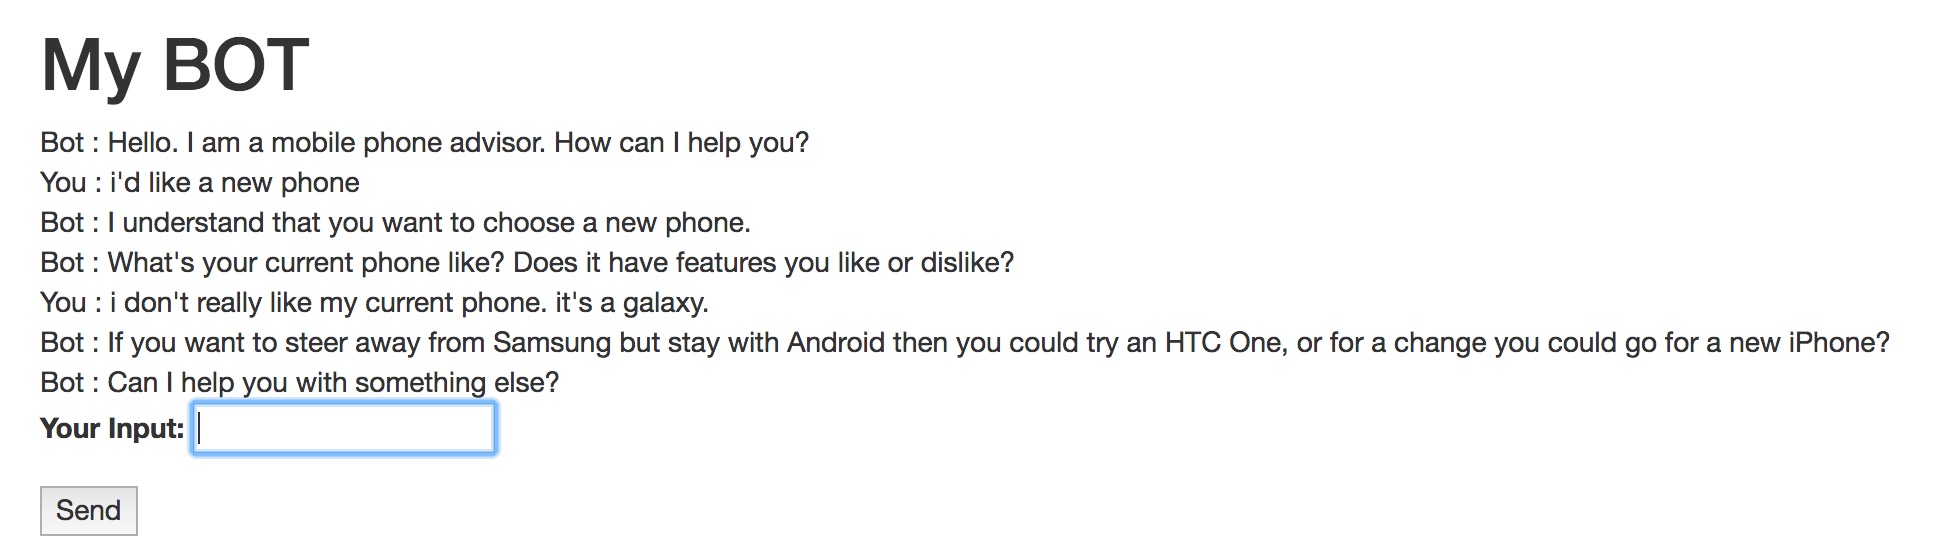 My BOT
Bot : Hello. I am a mobile phone advisor. How can I help you?
You : i'd like a new phone
Bot : I understand that you want to choose a new phone.
Bot : What's your current phone like? Does it have features you like or dislike?
You : i don't really like my current phone. it's a galaxy.
Bot : If you want to steer away from Samsung but stay with Android then you could try an HTC One, or for a change you could go for a new iPhone?
Bot : Can I help you with something else?
Your Input:
Send